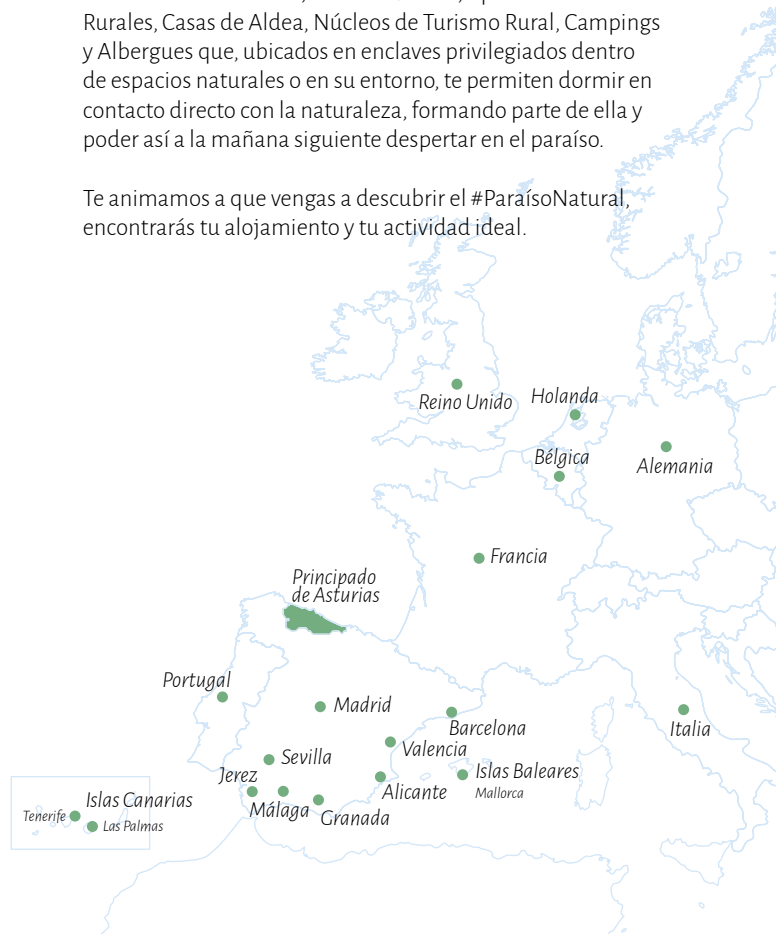 Rurales, Casas de Aldea, Núcleos de Turismo Rural, Campings
y Albergues que, ubicados en enclaves privilegiados dentro
de espacios naturales o en su entorno, te permiten dormir en
contacto directo con la naturaleza, formando parte de ella y
poder así a la mañana siguiente despertar en el paraíso.
Te animamos a que vengas a descubrir el #ParaísoNatural,
encontrarás tu alojamiento y tu actividad ideal.
Reino Unido
Holanda
Bélgica
Alemania
Francia
Principado
de Asturias
Portugal
Madrid
Barcelona
Italia
Valencia
Sevilla
Jerez
Islas Baleares
Mallorca
Alicante
Málaga
Granada
Islas Canarias
Tenerife
Las Palmas